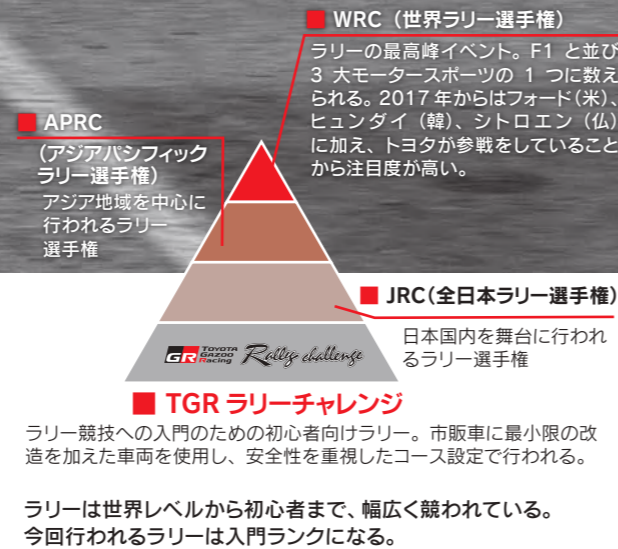 ■ WRC（世界ラリー選手権）
ラリーの最高峰イベント。F1 と並び
3 大モータースポーツの 1 つに数え
られる。2017 年からはフォード（米）、
ヒュンダイ（韓）、シトロエン（仏）
に加え、トヨタが参戦をしていること
から注目度が高い。
■ APRC
（アジアパシフィック
ラリー選手権）
アジア地域を中心に
行われるラリー
選手権
■ JRC（全日本ラリー選手権）
日本国内を舞台に行われ
るラリー選手権
GR TOYOTA GAZOO Racing Rally challenge
■ TGR ラリーチャレンジ
ラリー競技への入門のための初心者向けラリー。市販車に最小限の改
造を加えた車両を使用し、安全性を重視したコース設定で行われる。
ラリーは世界レベルから初心者まで、幅広く競われている。
今回行われるラリーは入門ランクになる。